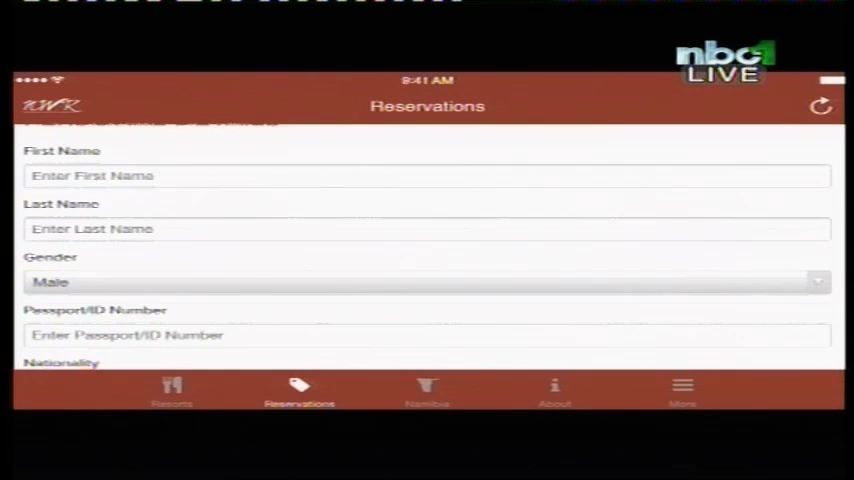 nbc1
LIVE
9:41 AM
NWR
Reservations
First Name
Enter First Name
Last Name
Enter Last Name
Gender
Male
Passport/ID Number
Enter Passport/ID Number
Nationality
Resorts
Reservations
Namibia
About
More